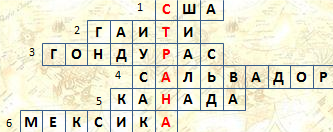 1 США
2 ГАИТИ
3 ГОНДУРАС
4 САЛЬВАДОР
5 КАНАДА
6 МЕКСИКА